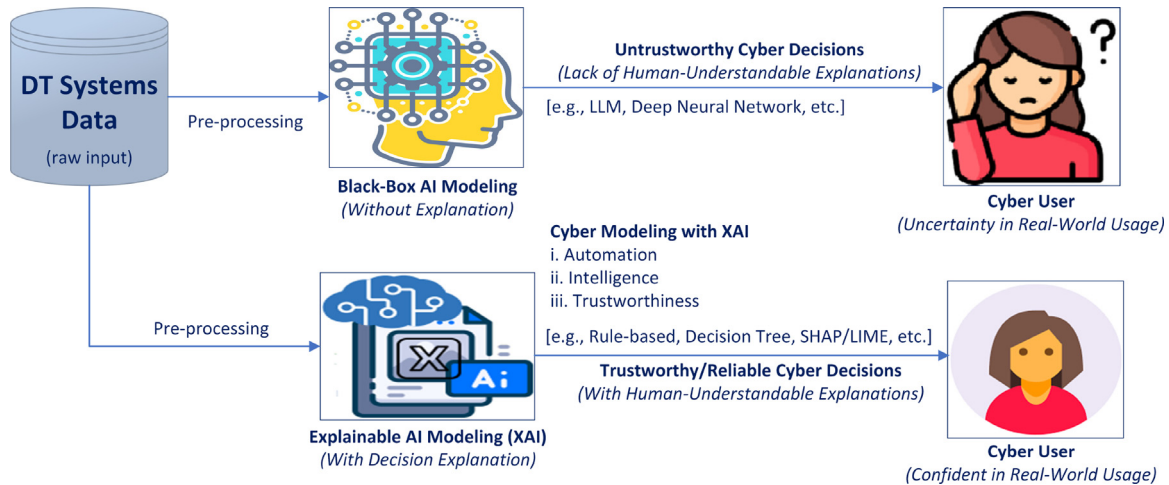 DT Systems
Data
(raw input)
Pre-processing
Black-Box AI Modeling
(Without Explanation)
Untrustworthy Cyber Decisions
(Lack of Human-Understandable Explanations)
[e.g., LLM, Deep Neural Network, etc.]
?
Cyber User
(Uncertainty in Real-World Usage)
Pre-processing
X
Ai
Explainable AI Modeling (XAI)
(With Decision Explanation)
Cyber Modeling with XAI
i. Automation
ii. Intelligence
iii. Trustworthiness
[e.g., Rule-based, Decision Tree, SHAP/LIME, etc.]
Trustworthy/Reliable Cyber Decisions
(With Human-Understandable Explanations)
Cyber User
(Confident in Real-World Usage)